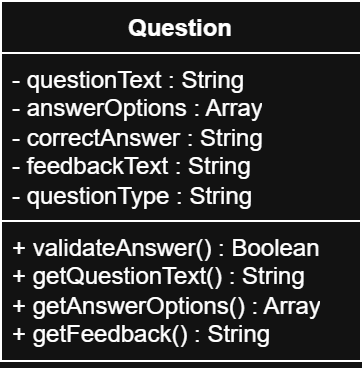 Question
- questionText : String
- answerOptions : Array
- correctAnswer : String
- feedbackText : String
- questionType : String
+ validateAnswer() : Boolean
+ getQuestionText() : String
+ getAnswerOptions() : Array
+ getFeedback() : String